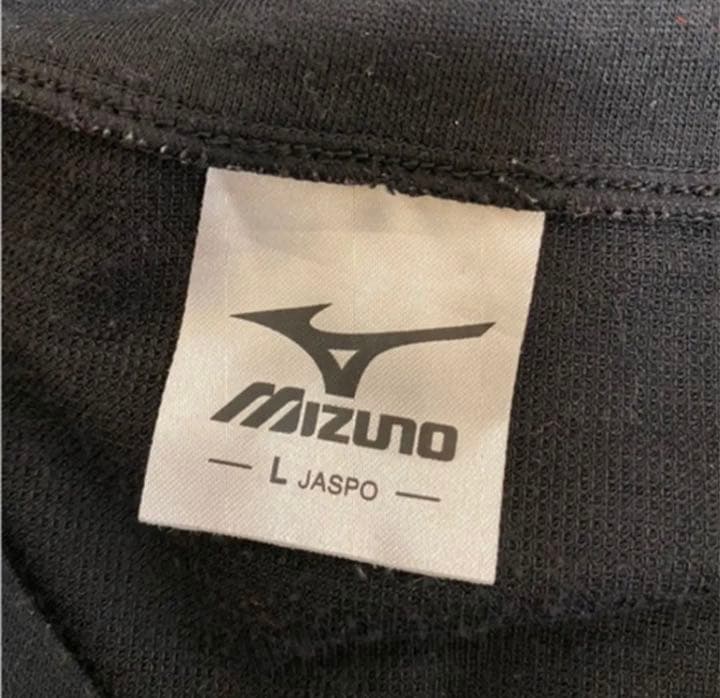 MIZUNO
— L JASPO —